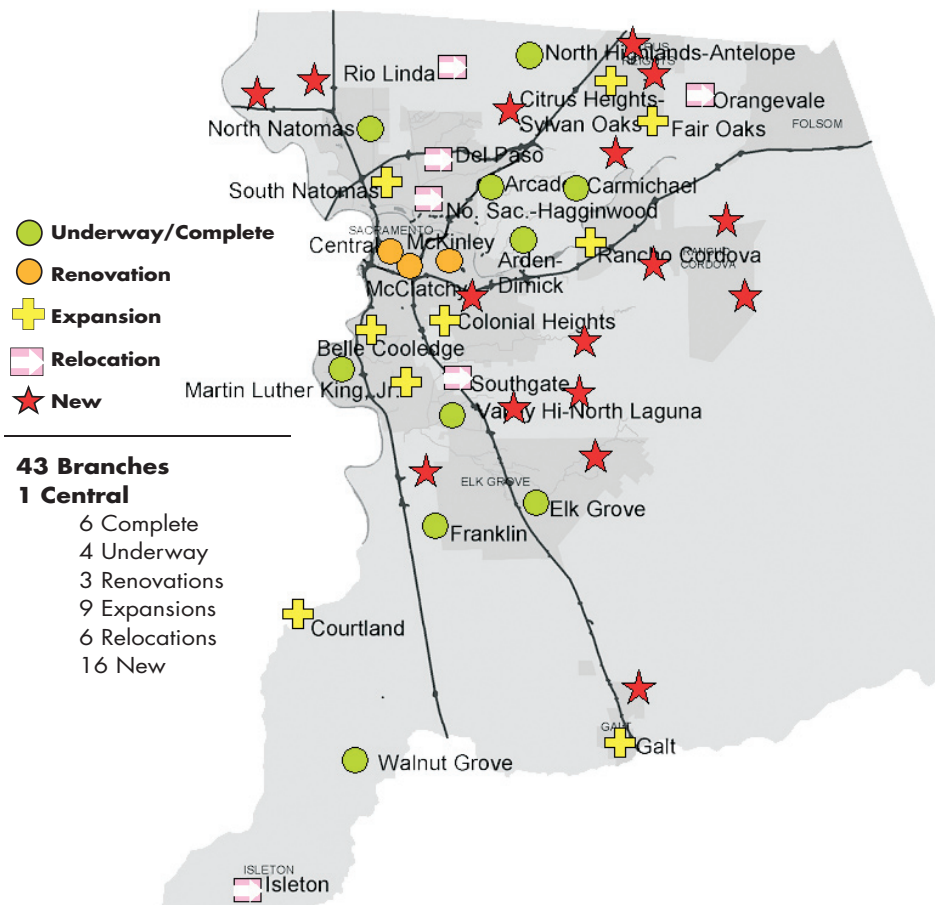 North Highlands-Antelope
HEIGHTS
Rio Linda
Citrus Heights-
Sylvan Oaks
Orangevale
Fair Oaks
FOLSOM
North Natomas
Del Paso
South Natomas
Arcade
Carmichael
No. Sac.-Hagginwood
SACRAMENTO
Central
McKinley
Arden-
Dimick
Rancho Cordova
RANCHO
CORDOVA
McClatchy
Colonial Heights
Belle Cooledge
Martin Luther King, Jr.
Southgate
Valley Hi-North Laguna
ELK GROVE
Elk Grove
Franklin
Courtland
GALT
Galt
Walnut Grove
ISLETON
Isleton
Underway/Complete
Renovation
Expansion
Relocation
New
43 Branches
1 Central
6 Complete
4 Underway
3 Renovations
9 Expansions
6 Relocations
16 New